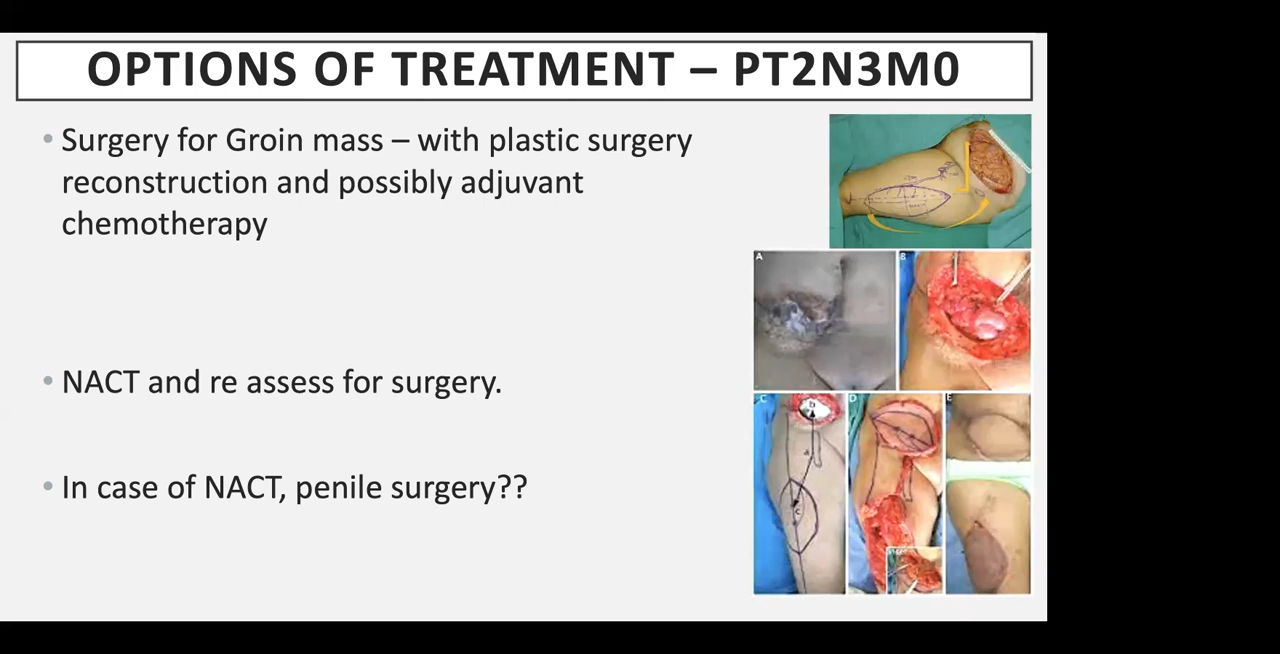 OPTIONS OF TREATMENT – PT2N3M0
• Surgery for Groin mass – with plastic surgery
reconstruction and possibly adjuvant
chemotherapy
• NACT and re assess for surgery.
• In case of NACT, penile surgery??
A
B
C
D
E
b
a
c